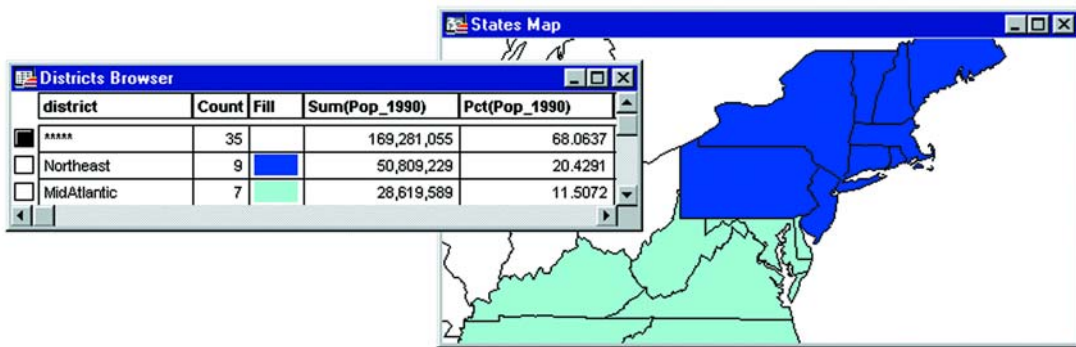 States Map
Districts Browser
district Count Fill Sum(Pop_1990) Pct(Pop_1990)
***** 35 169,281,055 68.0637
Northeast 9 50,809,229 20.4291
MidAtlantic 7 28,619,589 11.5072